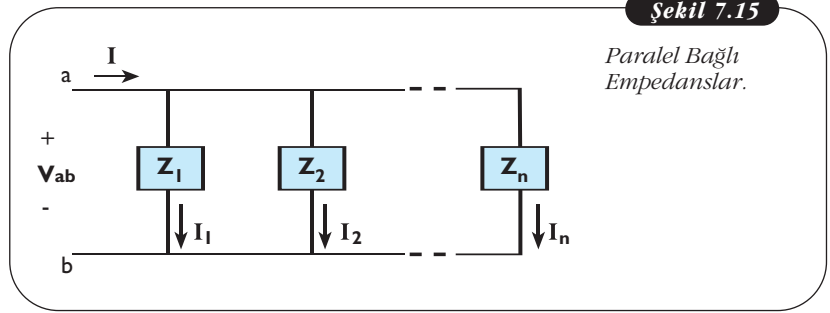 Şekil 7.15
Paralel Bağlı
Empedanslar.
I
a
+
Vab
-
b
Z1
Z2
Zn
I1
I2
In